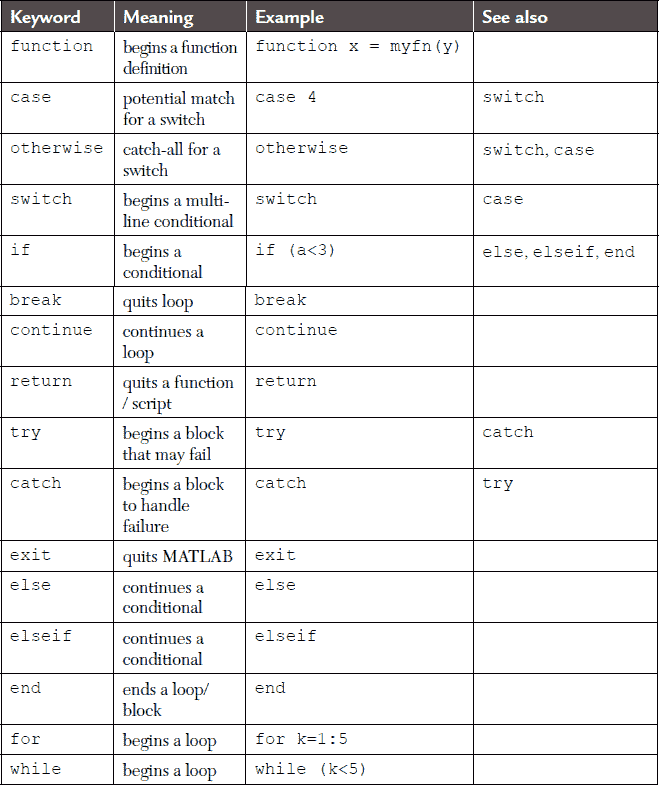 Keyword Meaning Example See also
function begins a function function x = myfn(y)
definition
case potential match case 4 switch
for a switch
otherwise catch-all for a otherwise switch, case
switch
switch begins a multi- switch case
line conditional
if begins a if (a<3) else, elseif, end
conditional
break quits loop break
continue continues a continue
loop
return quits a function return
/ script
try begins a block try catch
that may fail
catch begins a block catch try
to handle
failure
exit quits MATLAB exit
else continues a else
conditional
elseif continues a elseif
conditional
end ends a loop/ end
block
for begins a loop for k=1:5
while begins a loop while (k<5)